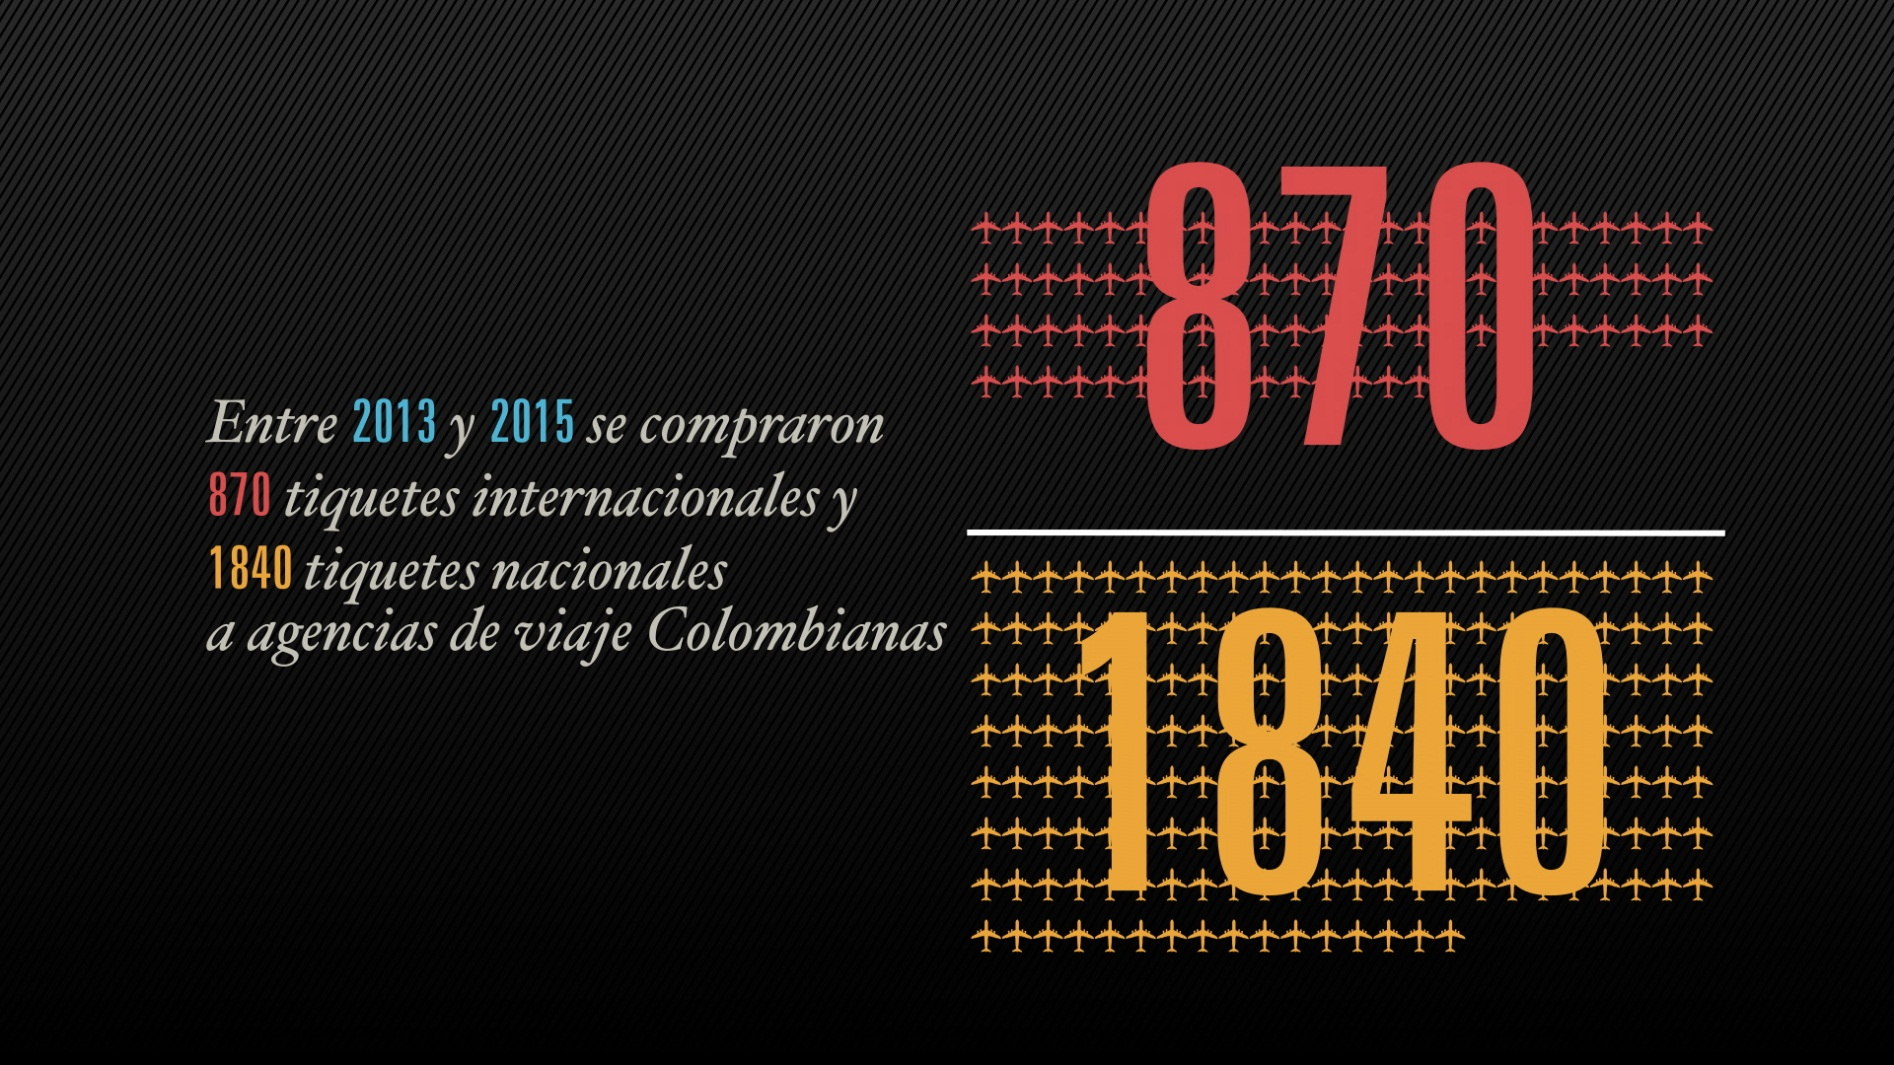 Entre 2013 y 2015 se compraron
870 tiquetes internacionales y
1840 tiquetes nacionales
a agencias de viaje Colombianas
870
1840